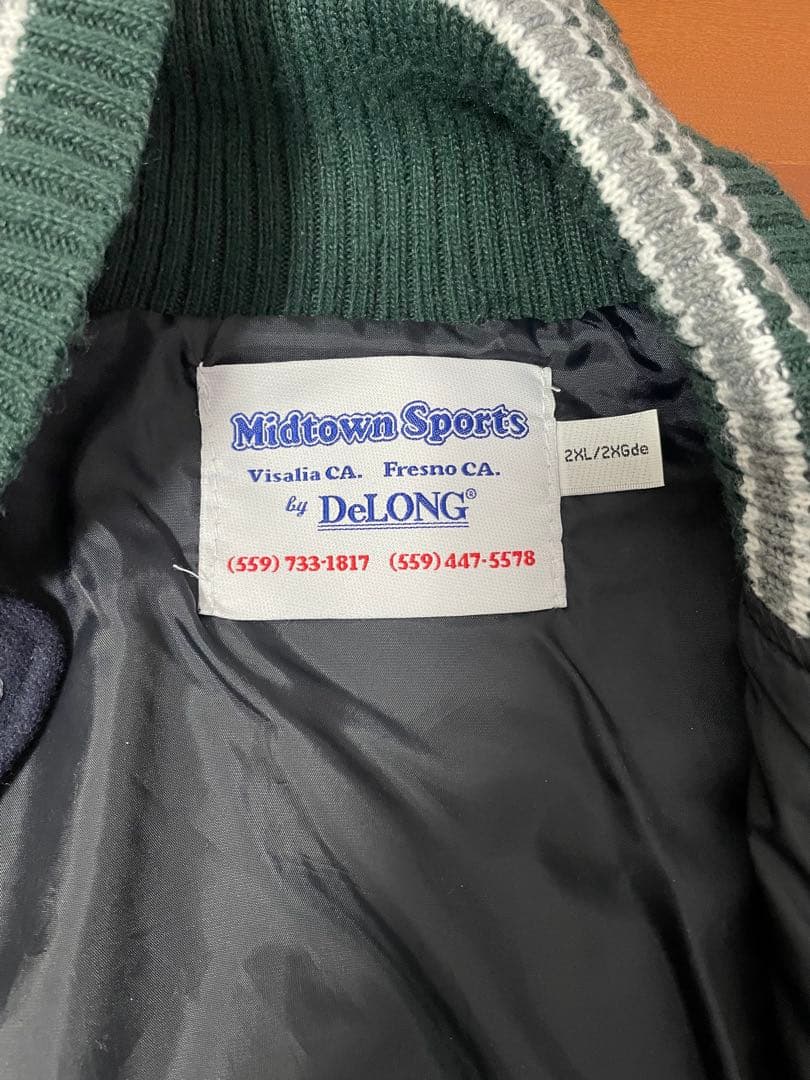 Midtown Sports
Visalia CA. Fresno CA.
by DeLONG®
(559) 733-1817 (559) 447-5578
2XL/2XGde